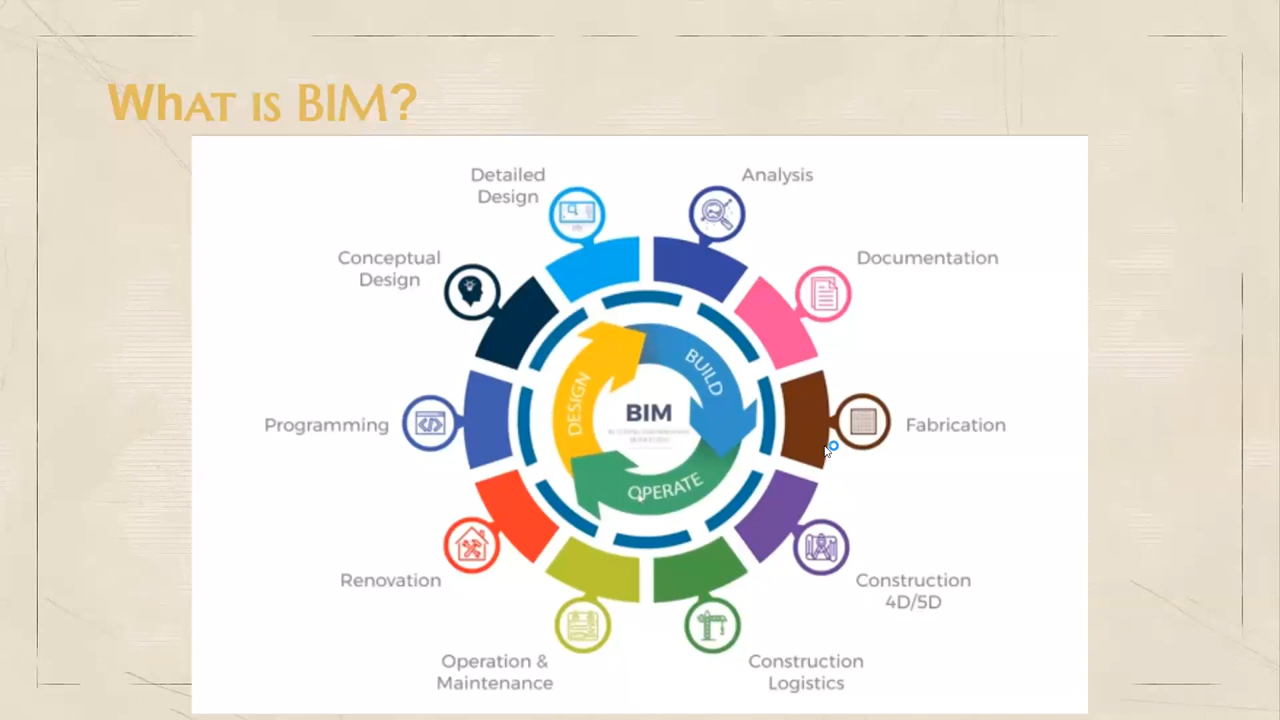 What is BIM?
Detailed
Design
Analysis
Conceptual
Design
Documentation
DESIGN
BUILD
BIM
OPERATE
Programming
Fabrication
Renovation
Construction
4D/5D
Operation &
Maintenance
Construction
Logistics